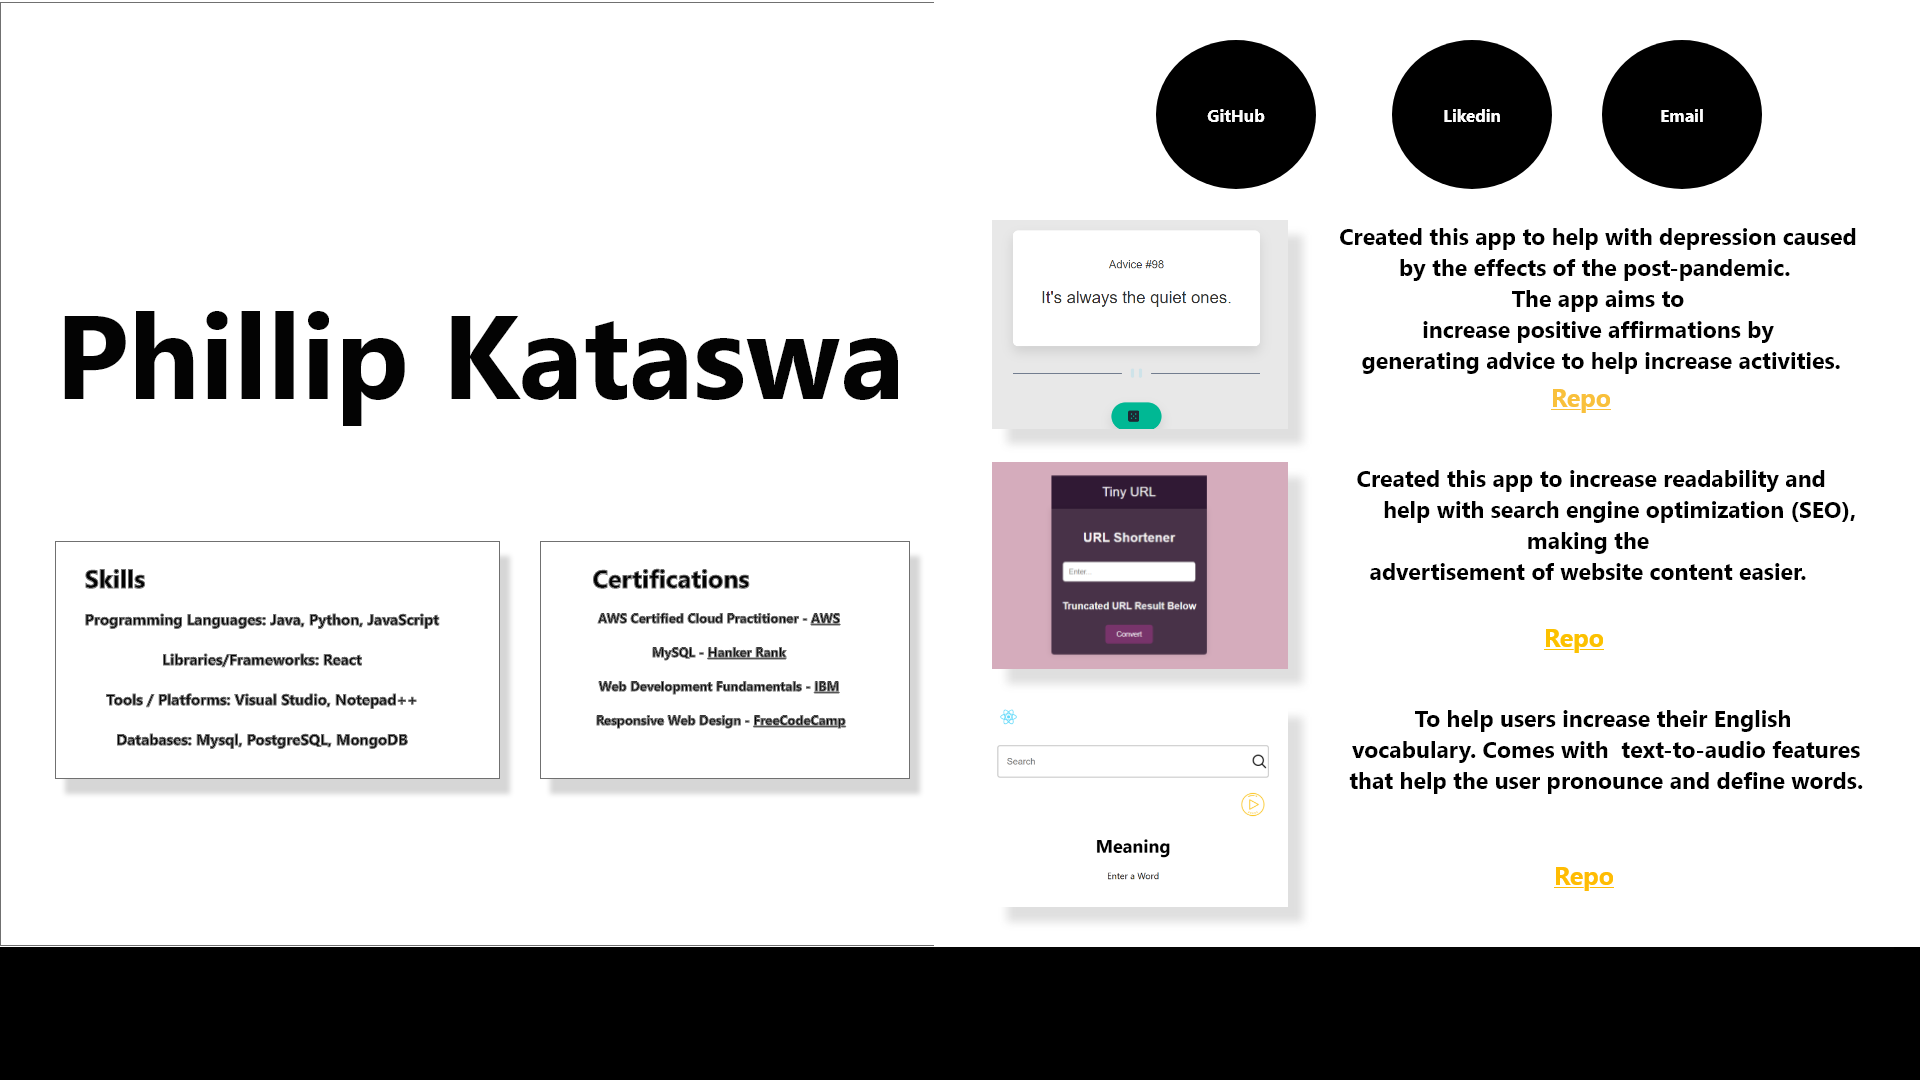 Phillip Kataswa
Skills
Programming Languages: Java, Python, JavaScript
Libraries/Frameworks: React
Tools / Platforms: Visual Studio, Notepad++
Databases: Mysql, PostgreSQL, MongoDB
Certifications
AWS Certified Cloud Practitioner - AWS
MySQL - Hanker Rank
Web Development Fundamentals - IBM
Responsive Web Design - FreeCodeCamp
GitHub
Likedin
Email
Advice #98
It's always the quiet ones.
Created this app to help with depression caused
by the effects of the post-pandemic.
The app aims to
increase positive affirmations by
generating advice to help increase activities.
Repo
Tiny URL
URL Shortener
Enter..
Truncated URL Result Below
Convert
Created this app to increase readability and
help with search engine optimization (SEO),
making the
advertisement of website content easier.
Repo
Search
Meaning
Enter a Word
To help users increase their English
vocabulary. Comes with  text-to-audio features
that help the user pronounce and define words.
Repo